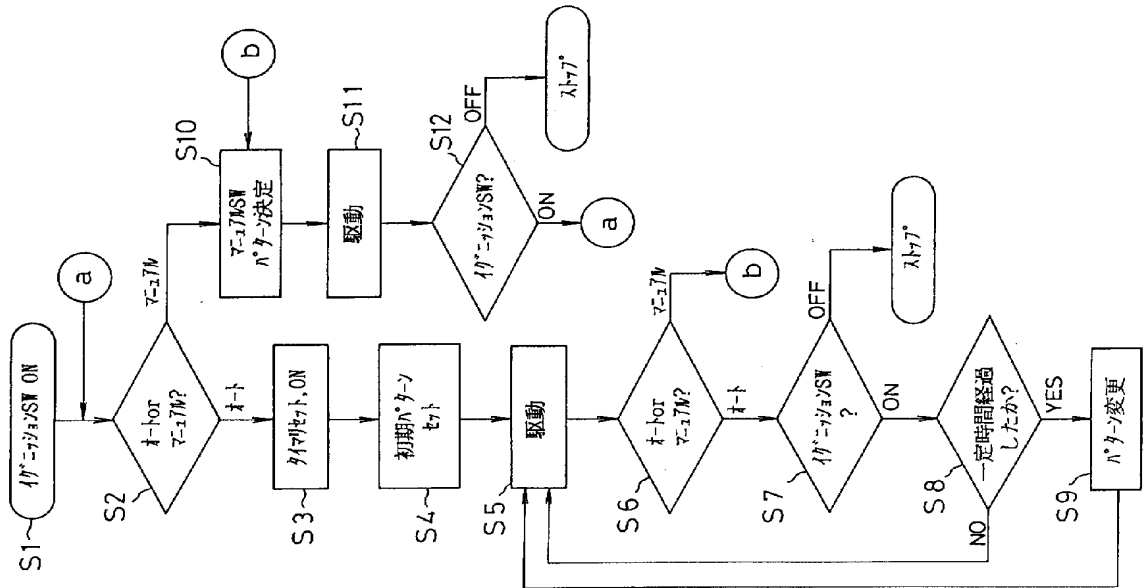 S1
イグニッションSW ON
a
S2
オートor
マニュアル?
マニュアル
オート
S3
タイマリセット,ON
S4
初期パターン
セット
S5
駆動
S6
オートor
マニュアル?
マニュアル
b
オート
S7
イグニッションSW
?
OFF
ストップ
ON
S8
一定時間経過
したか?
NO
YES
S9
パターン変更
b
S10
マニュアルSW
パターン決定
S11
駆動
S12
イグニッションSW?
OFF
ストップ
ON
a